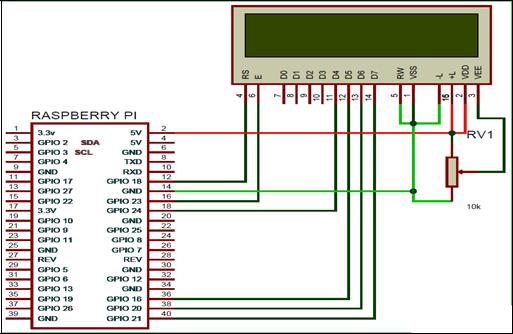 RS E D0 D1 D2 D3 D4 D5 D6 D7 RW VSS -L +L VDD VEE
4 6 7 8 9 10 11 12 13 14 5 1 16 2 3
RASPBERRY PI
RV1
1 3.3v 5V 2
3 GPIO 2 SDA 5V 4
5 GPIO 3 SCL GND 6
7 GPIO 4 TXD 8
9 GND RXD 10
11 GPIO 17 GPIO 18 12
13 GPIO 27 GND 14
15 GPIO 22 GPIO 23 16
17 3.3V GPIO 24 18
19 GPIO 10 GND 20
21 GPIO 9 GPIO 25 22
23 GPIO 11 GPIO 8 24
25 GND GPIO 7 26
27 REV REV 28
29 GPIO 5 GND 30
31 GPIO 6 GPIO 12 32
33 GPIO 13 GND 34
35 GPIO 19 GPIO 16 36
37 GPIO 26 GPIO 20 38
39 GND GPIO 21 40
10k